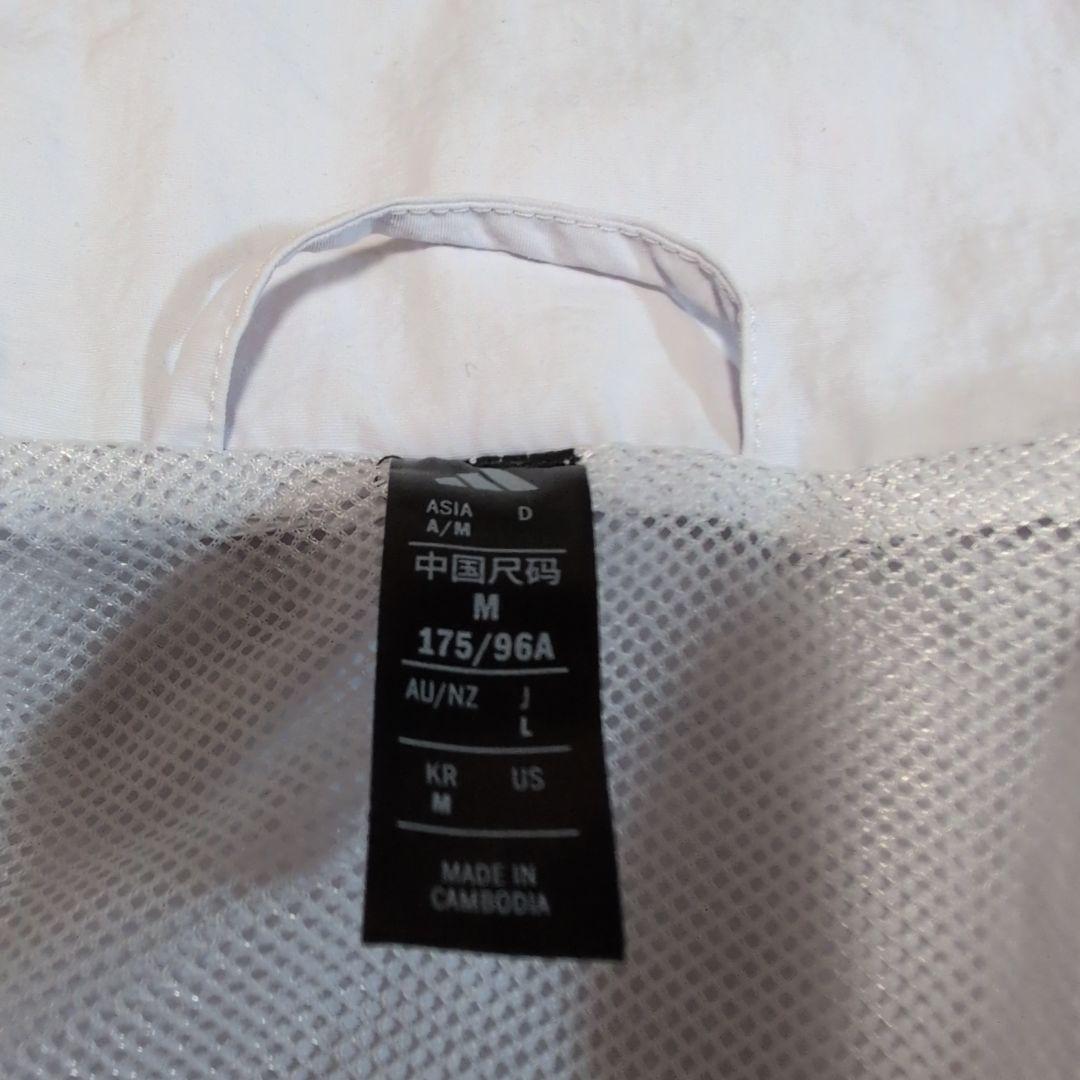 ASIA D
A/M
中国尺码
M
175/96A
AU/NZ J
L
KR US
M
MADE IN
CAMBODIA